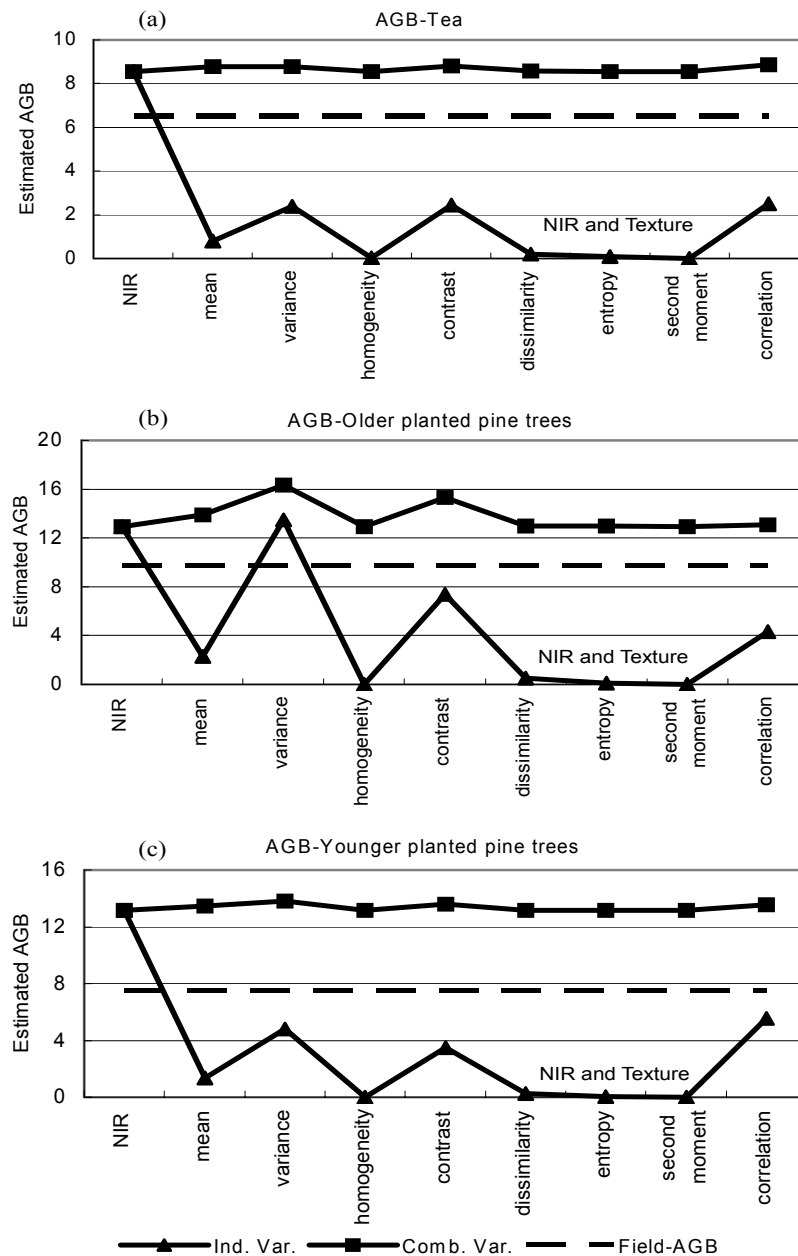 (a)
AGB-Tea
Estimated AGB
10
8
6
4
2
0
NIR and Texture
NIR
mean
variance
homogeneity
contrast
dissimilarity
entropy
second
moment
correlation
(b)
AGB-Older planted pine trees
Estimated AGB
20
16
12
8
4
0
NIR and Texture
NIR
mean
variance
homogeneity
contrast
dissimilarity
entropy
second
moment
correlation
(c)
AGB-Younger planted pine trees
Estimated AGB
16
12
8
4
0
NIR and Texture
NIR
mean
variance
homogeneity
contrast
dissimilarity
entropy
second
moment
correlation
Ind. Var. Comb. Var. Field-AGB